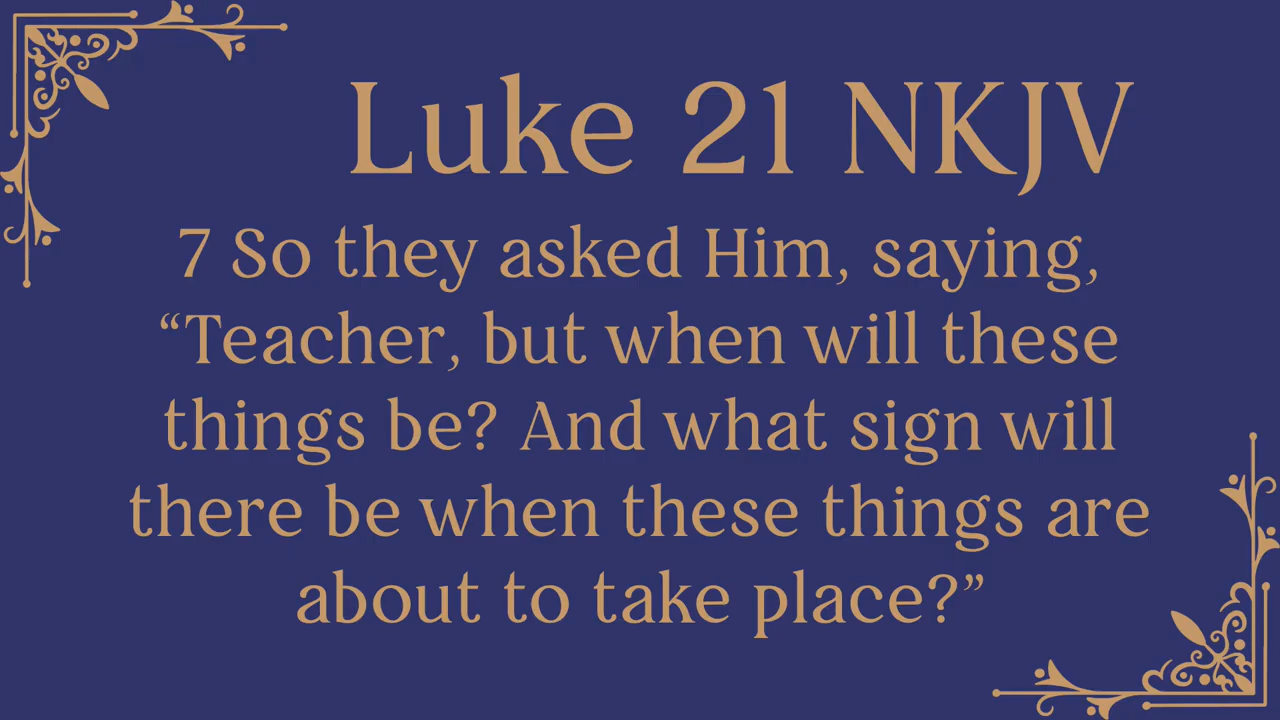 Luke 21 NKJV
7 So they asked Him, saying,
“Teacher, but when will these
things be? And what sign will
there be when these things are
about to take place?”